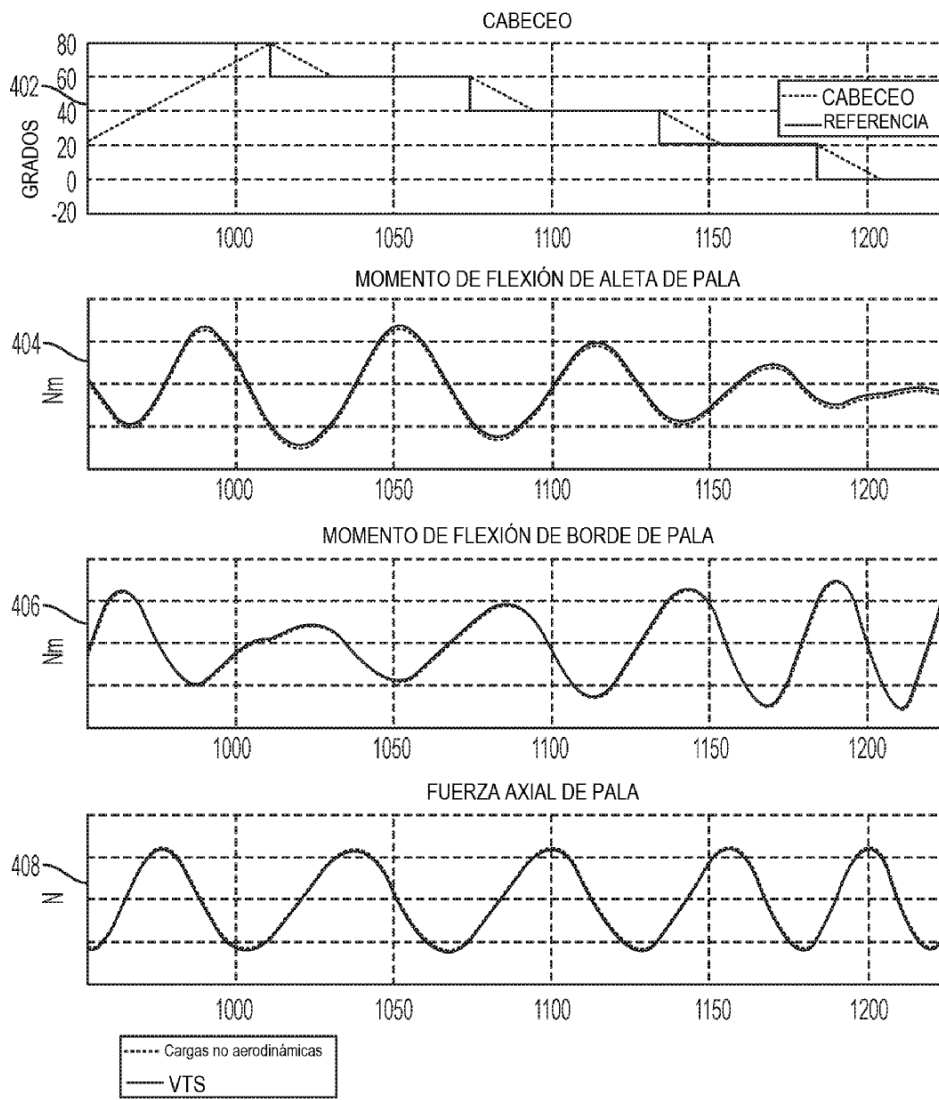 CABECEO
402
GRADOS
80
60
40
20
0
-20
CABECEO
REFERENCIA
1000 1050 1100 1150 1200
MOMENTO DE FLEXIÓN DE ALETA DE PALA
404
Nm
1000 1050 1100 1150 1200
MOMENTO DE FLEXIÓN DE BORDE DE PALA
406
Nm
1000 1050 1100 1150 1200
FUERZA AXIAL DE PALA
408
N
1000 1050 1100 1150 1200
Cargas no aerodinámicas
VTS